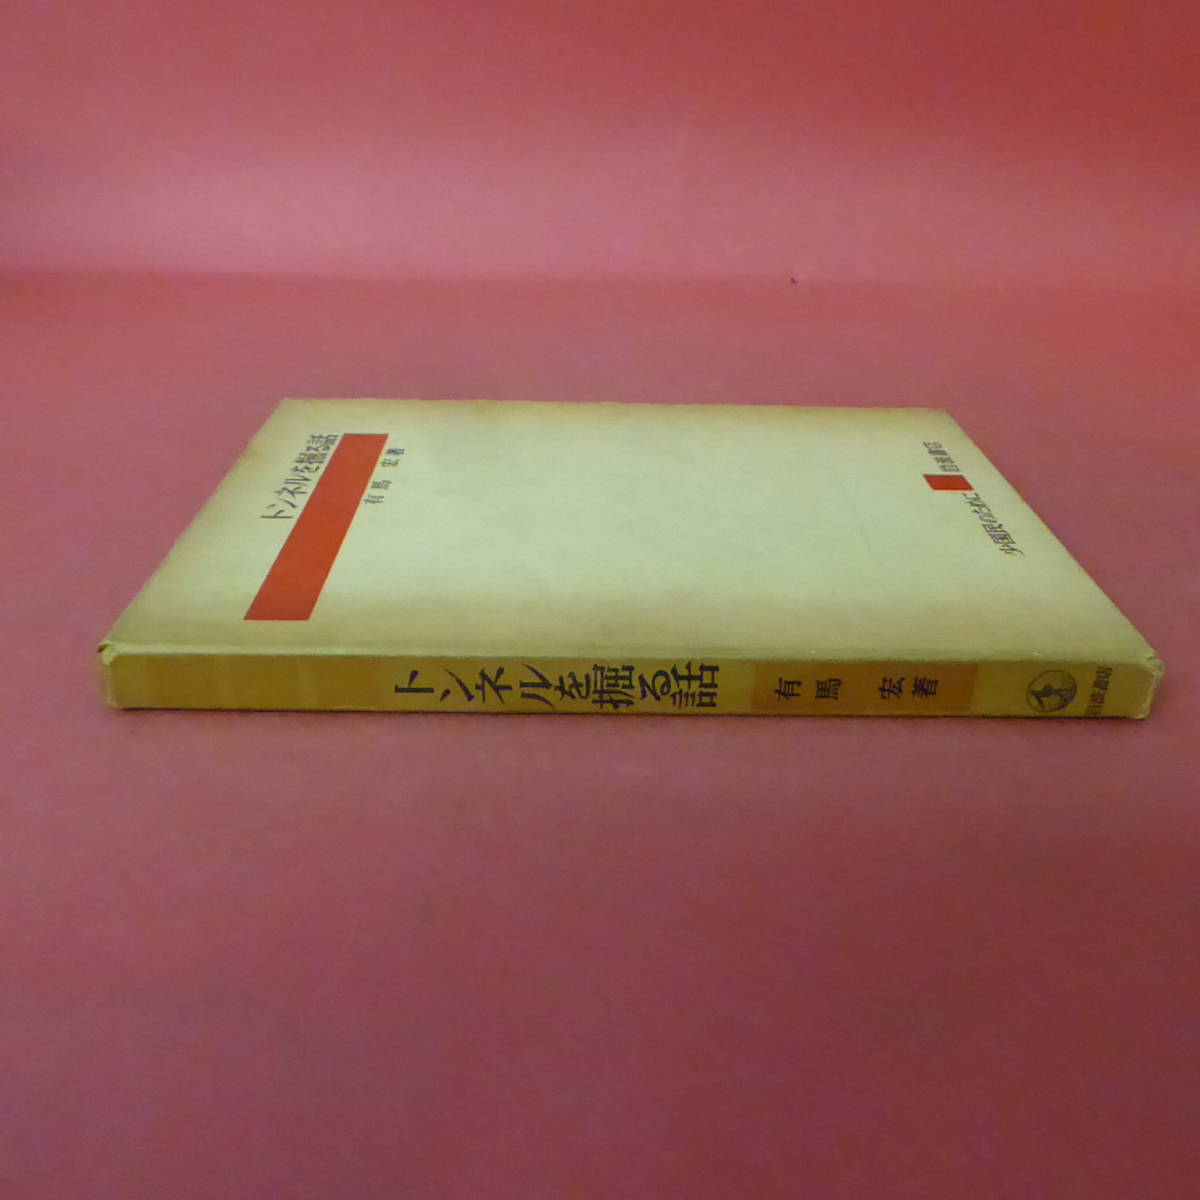 トンネルを掘る話
有馬 宏著
少国民のために
岩波書店
トンネルを掘る話
有馬 宏著
岩波書店